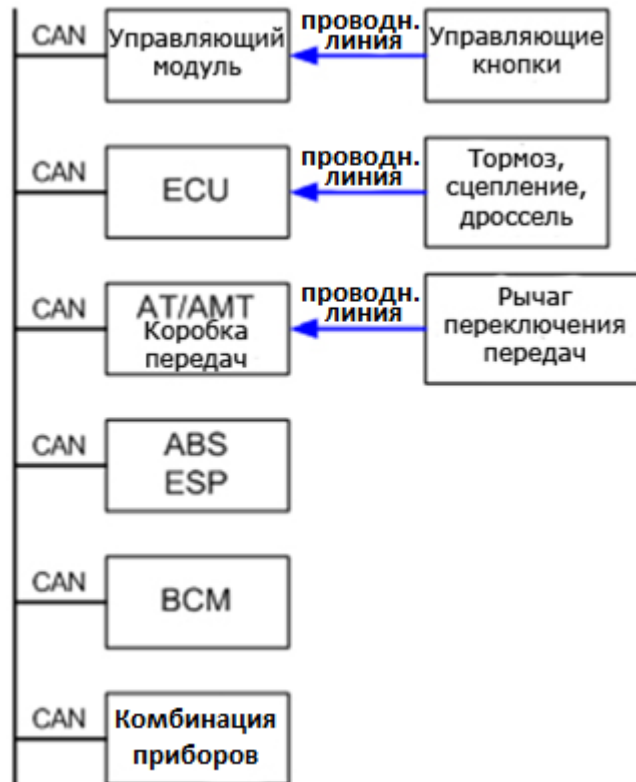 CAN
Управляющий
модуль
проводн.
линия
Управляющие
кнопки
CAN
ECU
проводн.
линия
Тормоз,
сцепление,
дроссель
CAN
AT/AMT
Коробка
передач
проводн.
линия
Рычаг
переключения
передач
CAN
ABS
ESP
CAN
BCM
CAN
Комбинация
приборов